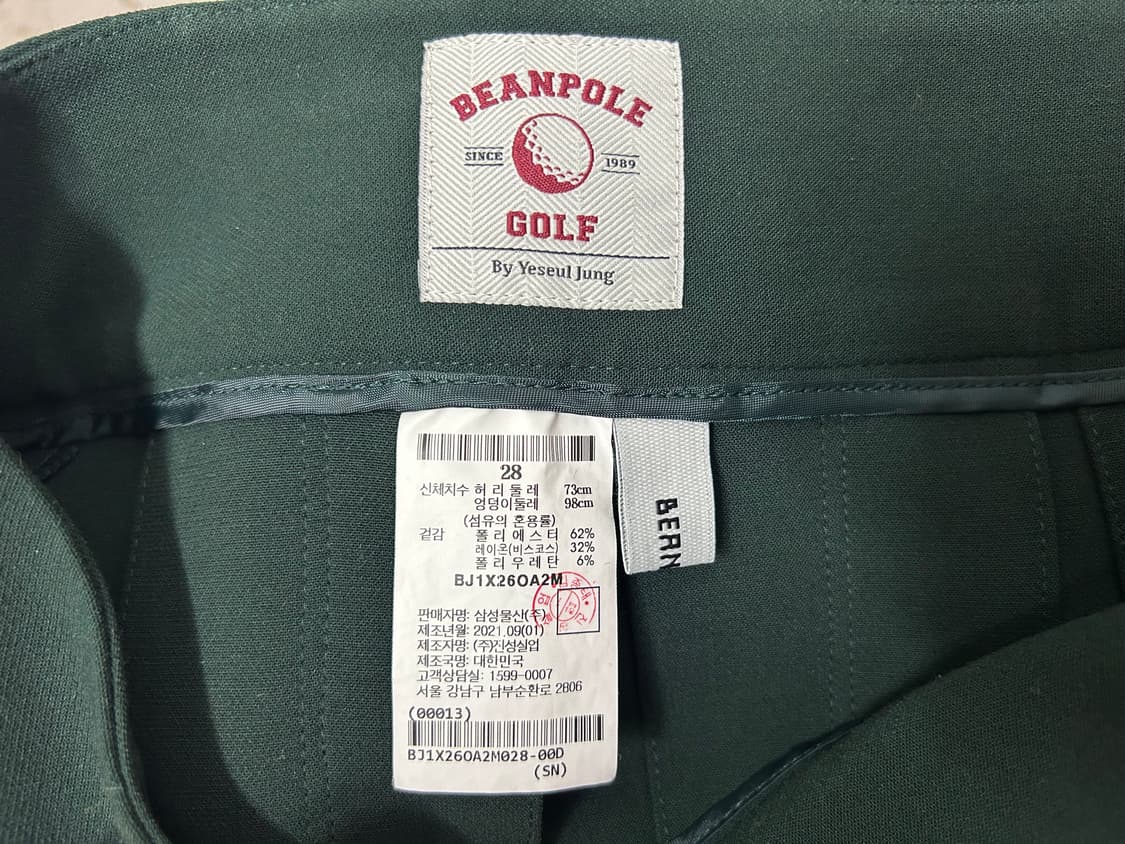 BEANPOLE
SINCE 1989
GOLF
By Yeseul Jung
28
신체치수 허 리 둘 레 73cm
엉덩이둘레 98cm
(섬유의 혼용률)
겉감 폴 리 에 스 터 62%
레이온(비스코스) 32%
폴 리 우 레 탄 6%
BJ1X26OA2M
판매자명: 삼성물산(주)
제조년월: 2021.09(01)
제조자명: (주)진성실업
제조국명: 대한민국
고객상담실: 1599-0007
서울 강남구 남부순환로 2806
(00013)
BJ1X26OA2M028-00D
(SN)